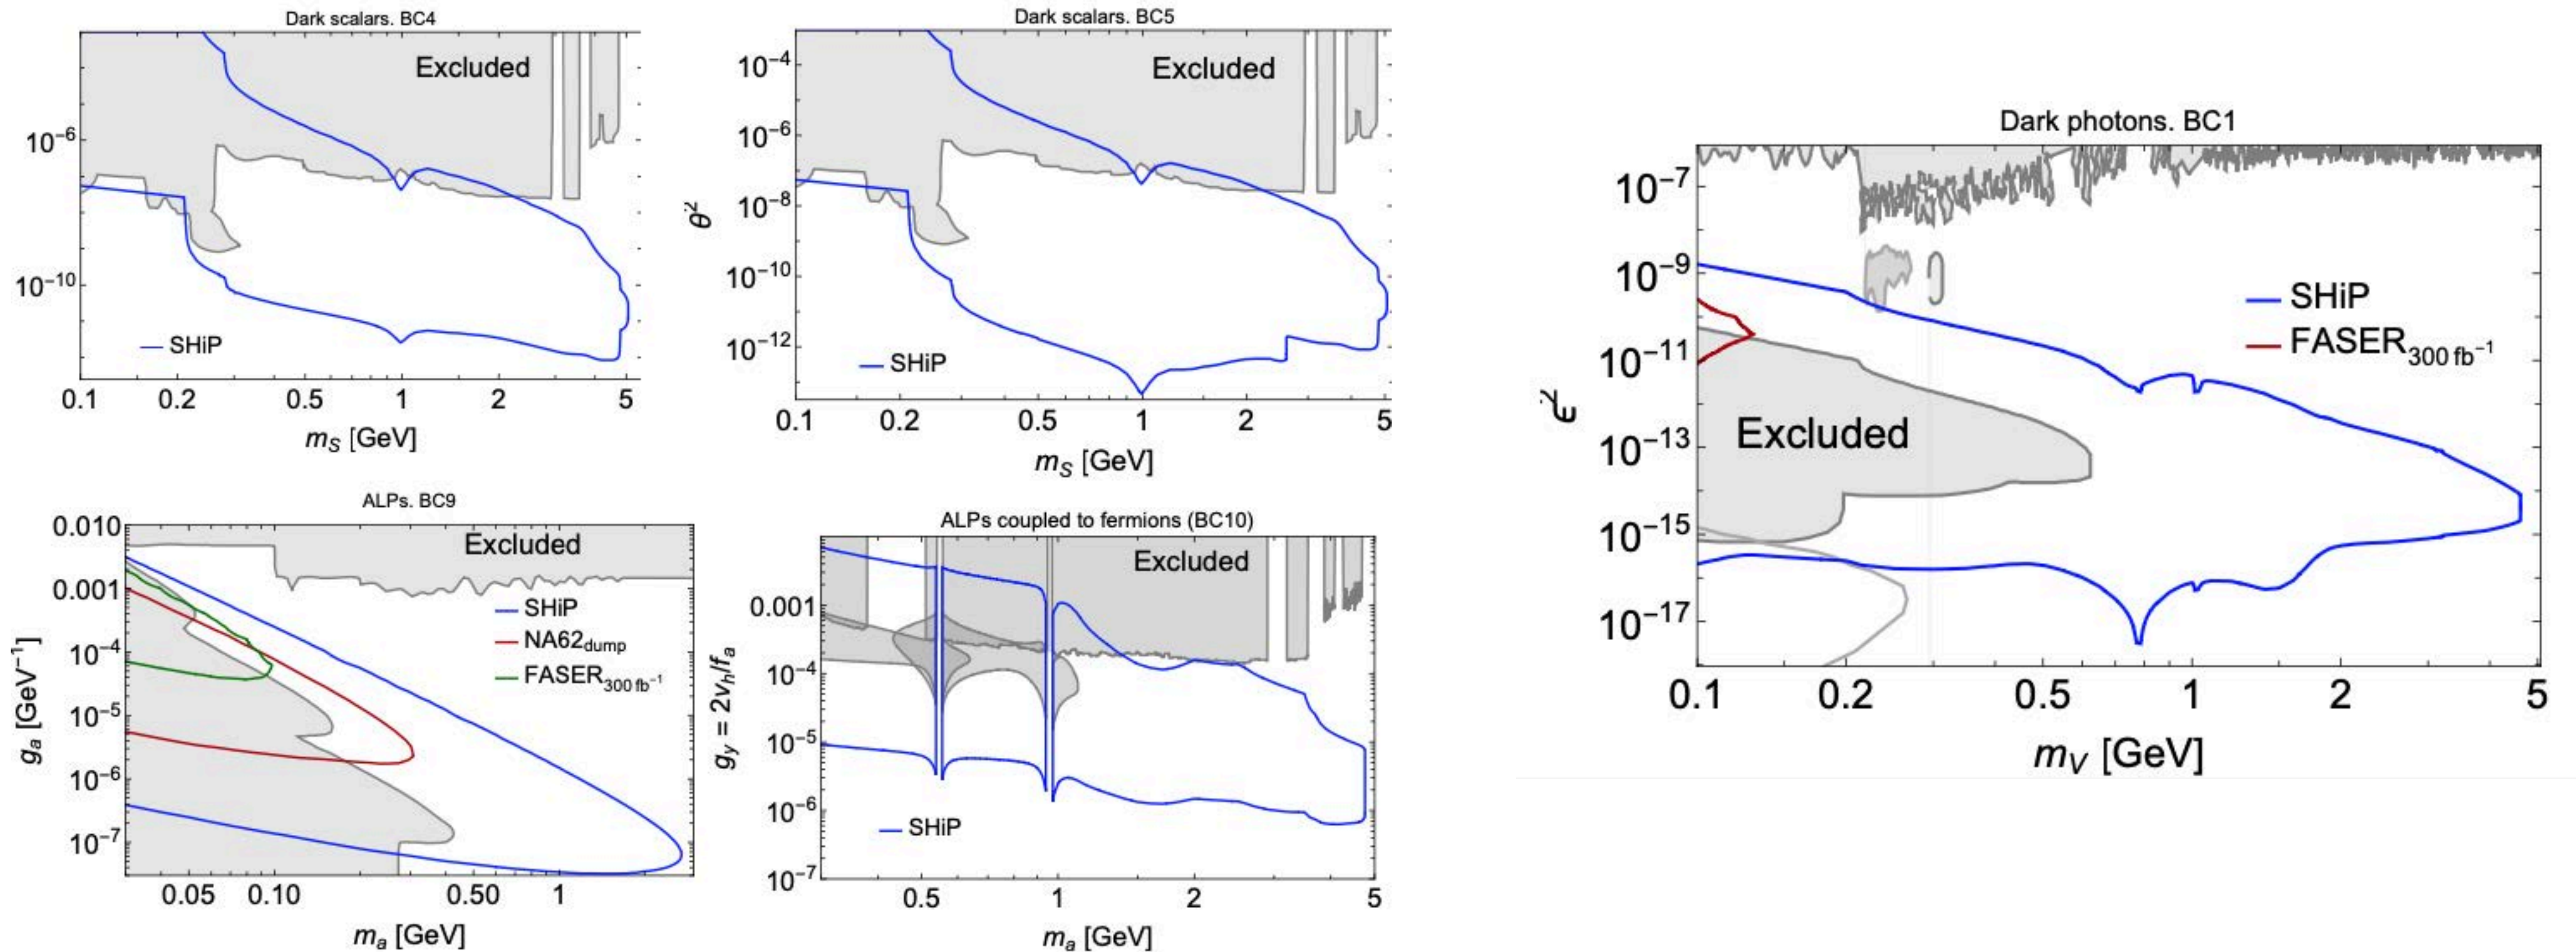 Dark scalars. BC4
Excluded
10⁻⁶
10⁻¹⁰
SHiP
0.1 0.2 0.5 1 2 5
m_S [GeV]
Dark scalars. BC5
Excluded
10⁻⁴
10⁻⁶
10⁻⁸
10⁻¹⁰
10⁻¹²
θ²
SHiP
0.1 0.2 0.5 1 2 5
m_S [GeV]
Dark photons. BC1
10⁻⁷
10⁻⁹
10⁻¹¹
10⁻¹³
10⁻¹⁵
10⁻¹⁷
ϵ²
SHiP
FASER₃₀₀ fb⁻¹
Excluded
0.1 0.2 0.5 1 2 5
m_V [GeV]
ALPs. BC9
Excluded
0.010
0.001
10⁻⁴
10⁻⁵
10⁻⁶
10⁻⁷
g_a [GeV⁻¹]
SHiP
NA62_dump
FASER₃₀₀ fb⁻¹
0.05 0.10 0.50 1
m_a [GeV]
ALPs coupled to fermions (BC10)
Excluded
0.001
10⁻⁴
10⁻⁵
10⁻⁶
10⁻⁷
g_y = 2v_h/f_a
SHiP
0.5 1 2 5
m_a [GeV]